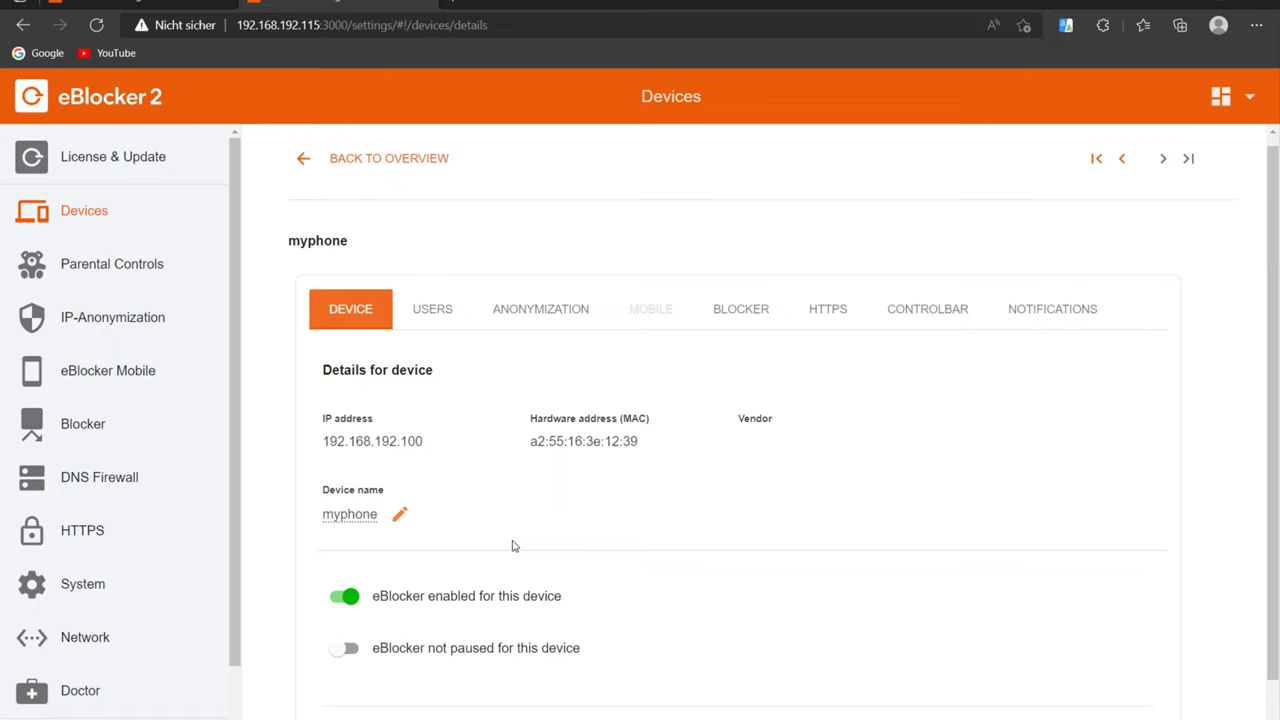 Nicht sicher 192.168.192.115:3000/settings/#!/devices/details
Google YouTube
eBlocker 2 Devices
License & Update
Devices
Parental Controls
IP-Anonymization
eBlocker Mobile
Blocker
DNS Firewall
HTTPS
System
Network
Doctor
BACK TO OVERVIEW
myphone
DEVICE USERS ANONYMIZATION MOBILE BLOCKER HTTPS CONTROLBAR NOTIFICATIONS
Details for device
IP address Hardware address (MAC) Vendor
192.168.192.100 a2:55:16:3e:12:39
Device name
myphone
eBlocker enabled for this device
eBlocker not paused for this device